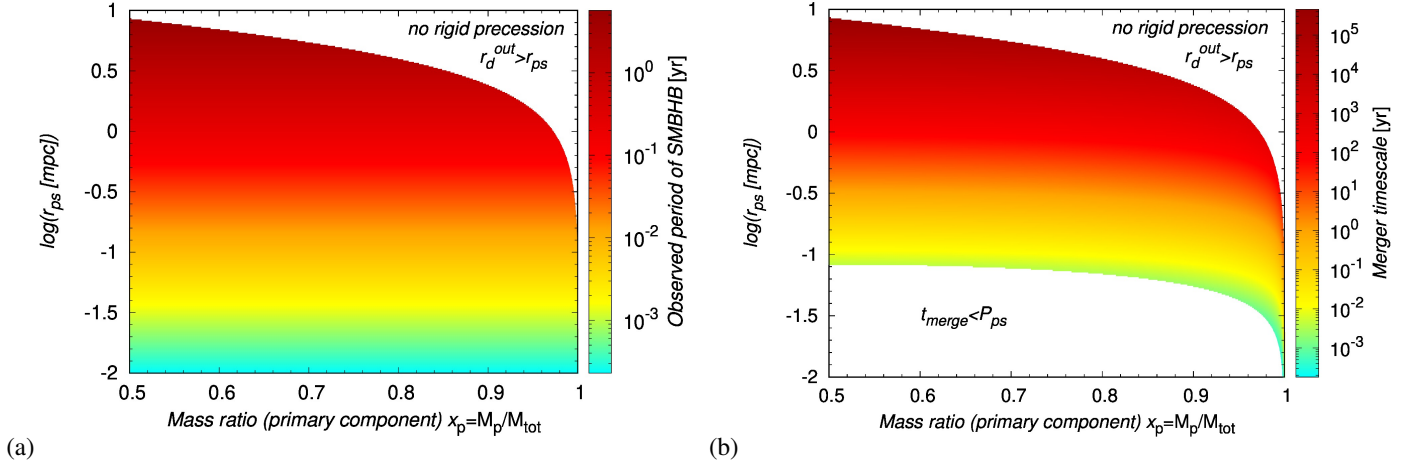 no rigid precession
r_d^out>r_ps
1
0.5
0
-0.5
-1
-1.5
-2
log(r_ps [mpc])
0.5 0.6 0.7 0.8 0.9 1
Mass ratio (primary component) x_p=M_p/M_tot
10^0
10^-1
10^-2
10^-3
Observed period of SMBHB [yr]
(a)
no rigid precession
r_d^out>r_ps
t_merge<P_ps
1
0.5
0
-0.5
-1
-1.5
-2
log(r_ps [mpc])
0.5 0.6 0.7 0.8 0.9 1
Mass ratio (primary component) x_p=M_p/M_tot
10^5
10^4
10^3
10^2
10^1
10^0
10^-1
10^-2
10^-3
Merger timescale [yr]
(b)